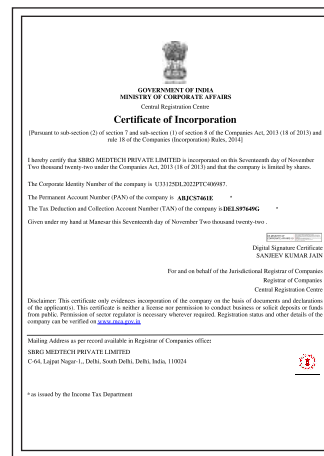 GOVERNMENT OF INDIA
MINISTRY OF CORPORATE AFFAIRS
Central Registration Centre
Certificate of Incorporation
[Pursuant to sub-section (2) of section 7 and sub-section (1) of section 8 of the Companies Act, 2013 (18 of 2013) and
rule 18 of the Companies (Incorporation) Rules, 2014]
I hereby certify that SBRG MEDTECH PRIVATE LIMITED is incorporated on this Seventeenth day of November
Two thousand twenty-two under the Companies Act, 2013 (18 of 2013) and that the company is limited by shares.
The Corporate Identity Number of the company is U33125DL2022PTC406987.
The Permanent Account Number (PAN) of the company is ABJCS7461E *
The Tax Deduction and Collection Account Number (TAN) of the company is DELS97649G *
Given under my hand at Manesar this Seventeenth day of November Two thousand twenty-two .
Digital Signature Certificate
SANJEEV KUMAR JAIN
For and on behalf of the Jurisdictional Registrar of Companies
Registrar of Companies
Central Registration Centre
Disclaimer: This certificate only evidences incorporation of the company on the basis of documents and declarations
of the applicant(s). This certificate is neither a license nor permission to conduct business or solicit deposits or funds
from public. Permission of sector regulator is necessary wherever required. Registration status and other details of the
company can be verified on www.mca.gov.in
Mailing Address as per record available in Registrar of Companies office:
SBRG MEDTECH PRIVATE LIMITED
C-64, Lajpat Nagar-1,, Delhi, South Delhi, Delhi, India, 110024
* as issued by the Income Tax Department